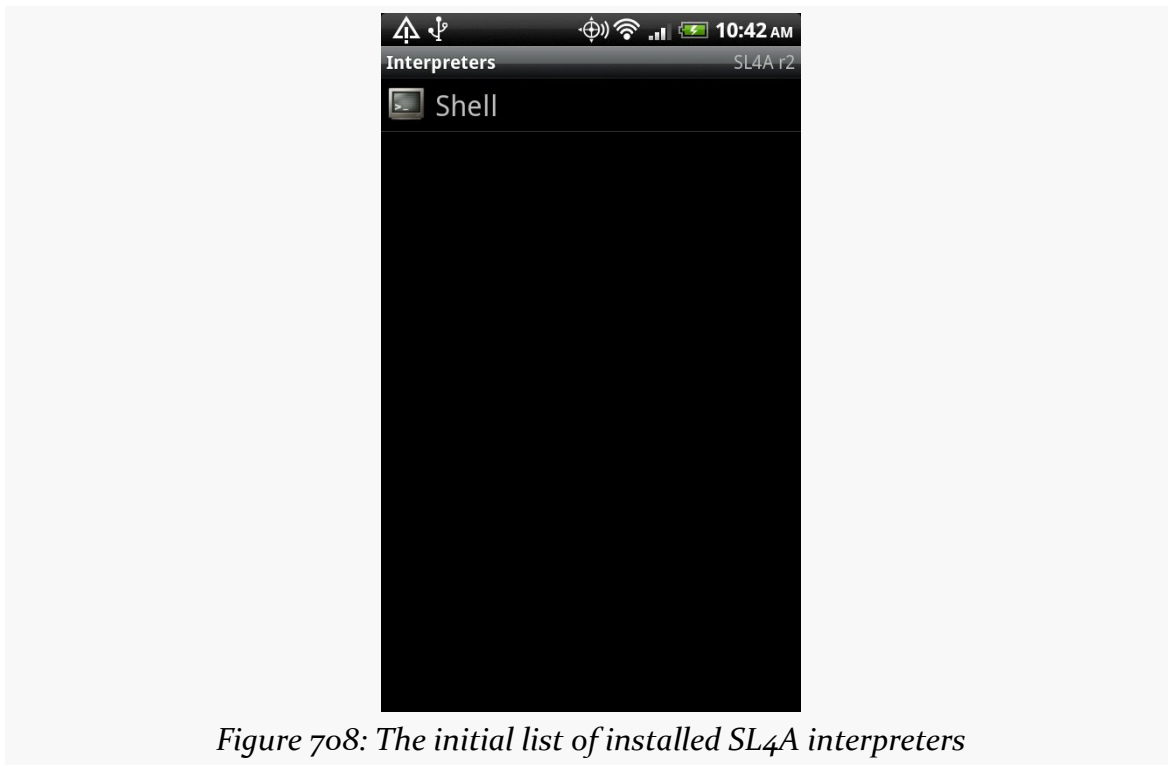 10:42 AM
Interpreters SL4A r2
>_ Shell
Figure 708: The initial list of installed SL4A interpreters